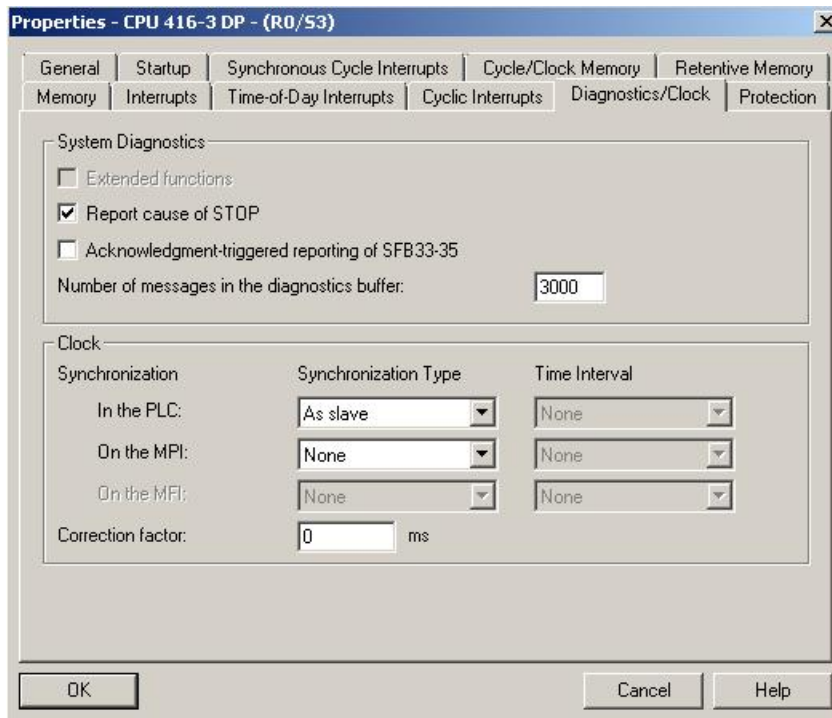 Properties - CPU 416-3 DP - (R0/S3)
General Startup Synchronous Cycle Interrupts Cycle/Clock Memory Retentive Memory
Memory Interrupts Time-of-Day Interrupts Cyclic Interrupts Diagnostics/Clock Protection
System Diagnostics
Extended functions
Report cause of STOP
Acknowledgment-triggered reporting of SFB33-35
Number of messages in the diagnostics buffer: 3000
Clock
Synchronization Synchronization Type Time Interval
In the PLC: As slave None
On the MPI: None None
On the MFI: None None
Correction factor: 0 ms
OK Cancel Help